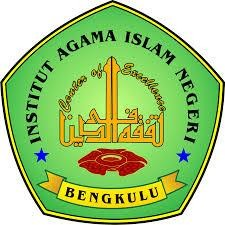 INSTITUT AGAMA ISLAM NEGERI
Center of Excellence
BENGKULU